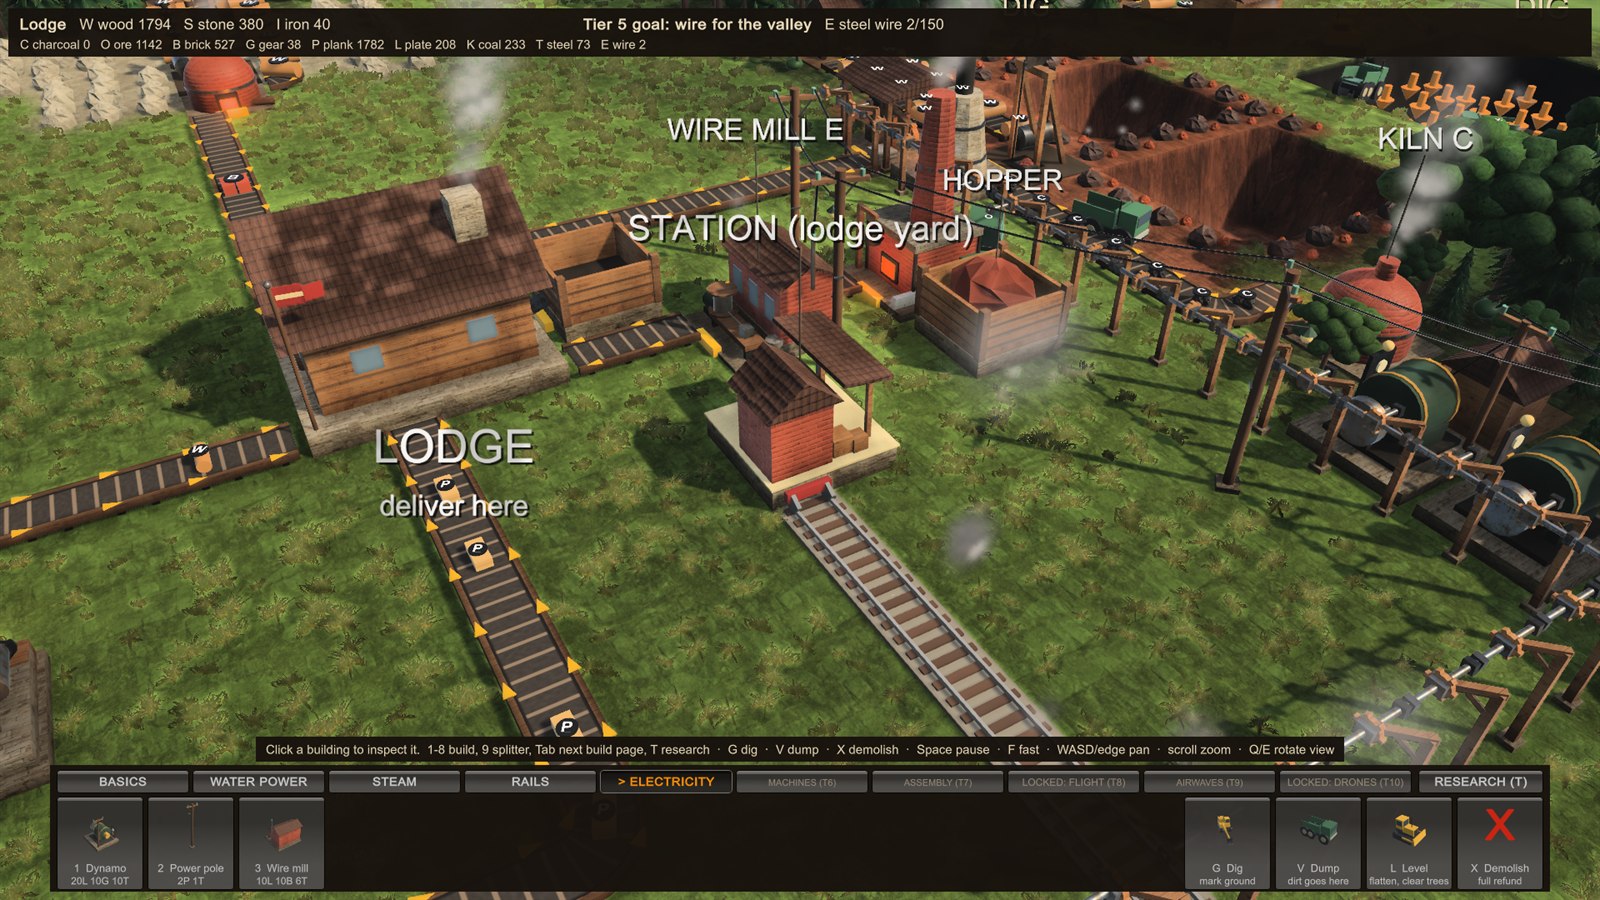 DIG DIG
Lodge W wood 1794 S stone 380 I iron 40
Tier 5 goal: wire for the valley E steel wire 2/150
C charcoal 0 O ore 1142 B brick 527 G gear 38 P plank 1782 L plate 208 K coal 233 T steel 73 E wire 2
WIRE MILL E
KILN C
HOPPER
STATION (lodge yard)
LODGE
deliver here
W
P
P
P
C
C
C
C
C
Click a building to inspect it. 1-8 build, 9 splitter, Tab next build page, T research · G dig · V dump · X demolish · Space pause · F fast · WASD/edge pan · scroll zoom · Q/E rotate view
BASICS
WATER POWER
STEAM
RAILS
> ELECTRICITY
MACHINES (T6)
ASSEMBLY (T7)
LOCKED: FLIGHT (T8)
AIRWAVES (T9)
LOCKED: DRONES (T10)
RESEARCH (T)
1 Dynamo
20L 10G 10T
2 Power pole
2P 1T
3 Wire mill
10L 10B 6T
G Dig
mark ground
V Dump
dirt goes here
L Level
flatten, clear trees
X Demolish
full refund